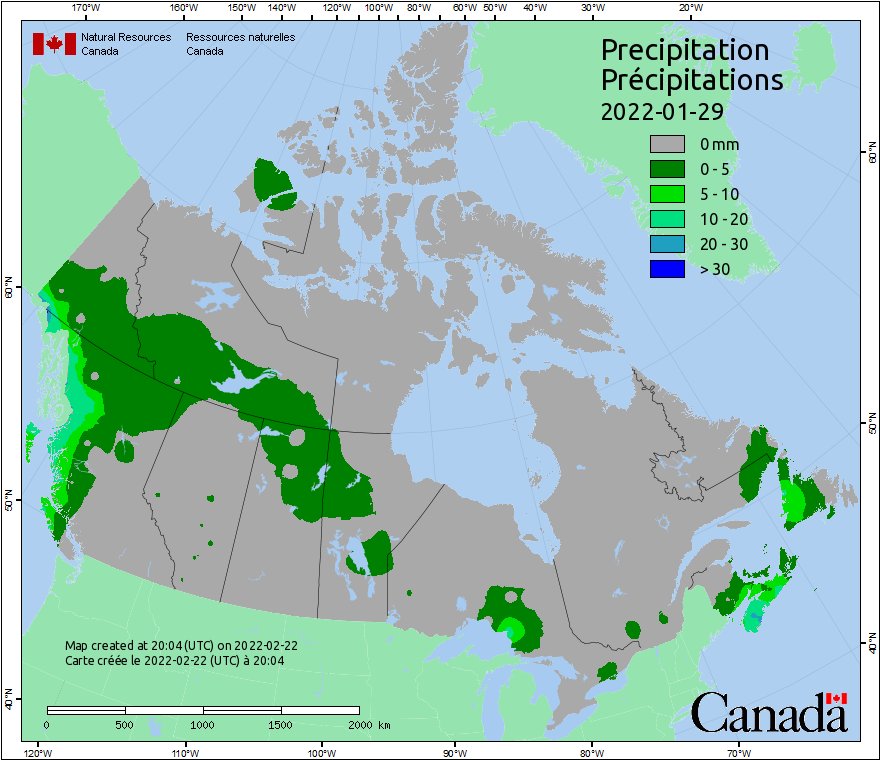 170°W 160°W 150°W 140°W 120°W 100°W 80°W 60°W 50°W 40°W 30°W 20°W
Natural Resources Ressources naturelles
Canada Canada
Precipitation
Précipitations
2022-01-29
0 mm
0 - 5
5 - 10
10 - 20
20 - 30
> 30
60°N 60°N
50°N 50°N
40°N 40°N
Map created at 20:04 (UTC) on 2022-02-22
Carte créée le 2022-02-22 (UTC) à 20:04
0 500 1000 1500 2000 km
Canada
120°W 110°W 100°W 90°W 80°W 70°W